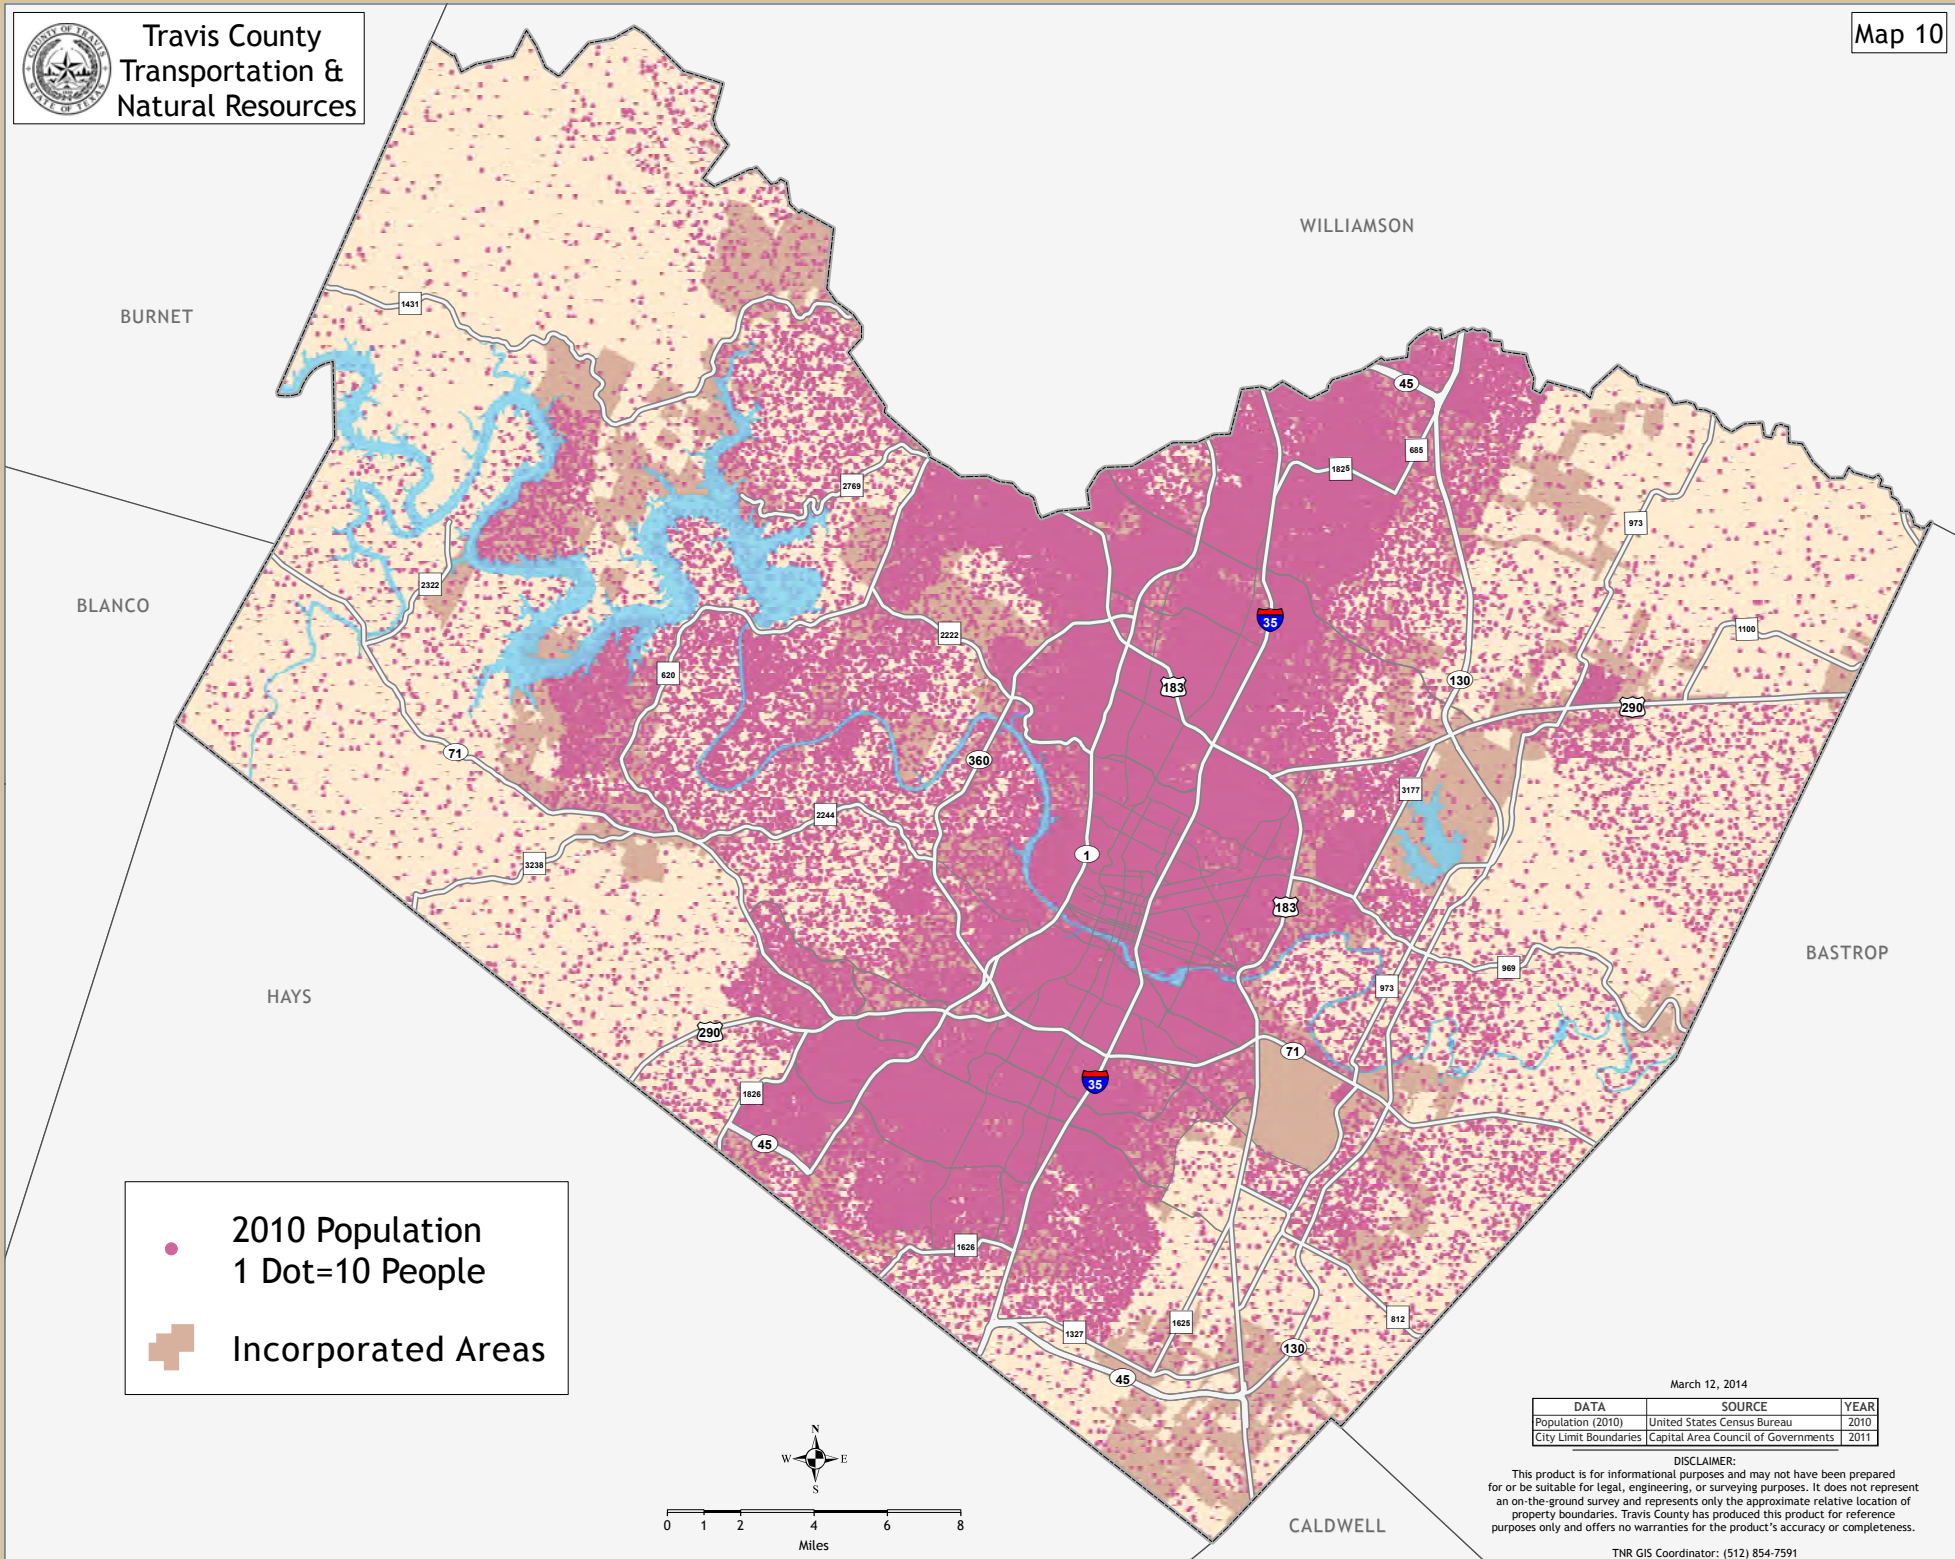 Travis County
Transportation &
Natural Resources
COUNTY OF TRAVIS
STATE OF TEXAS
Map 10
WILLIAMSON
BURNET
BLANCO
HAYS
BASTROP
CALDWELL
1431
45
685
1825
2769
973
2322
35
1100
2222
620
183
130
290
71
360
3177
2244
1
3238
183
969
973
290
71
35
1826
45
1626
1327
1625
812
130
45
2010 Population
1 Dot=10 People
Incorporated Areas
N
W E
S
0 1 2 4 6 8
Miles
March 12, 2014
DATA SOURCE YEAR
Population (2010) United States Census Bureau 2010
City Limit Boundaries Capital Area Council of Governments 2011
DISCLAIMER:
This product is for informational purposes and may not have been prepared
for or be suitable for legal, engineering, or surveying purposes. It does not represent
an on-the-ground survey and represents only the approximate relative location of
property boundaries. Travis County has produced this product for reference
purposes only and offers no warranties for the product's accuracy or completeness.
TNR GIS Coordinator: (512) 854-7591